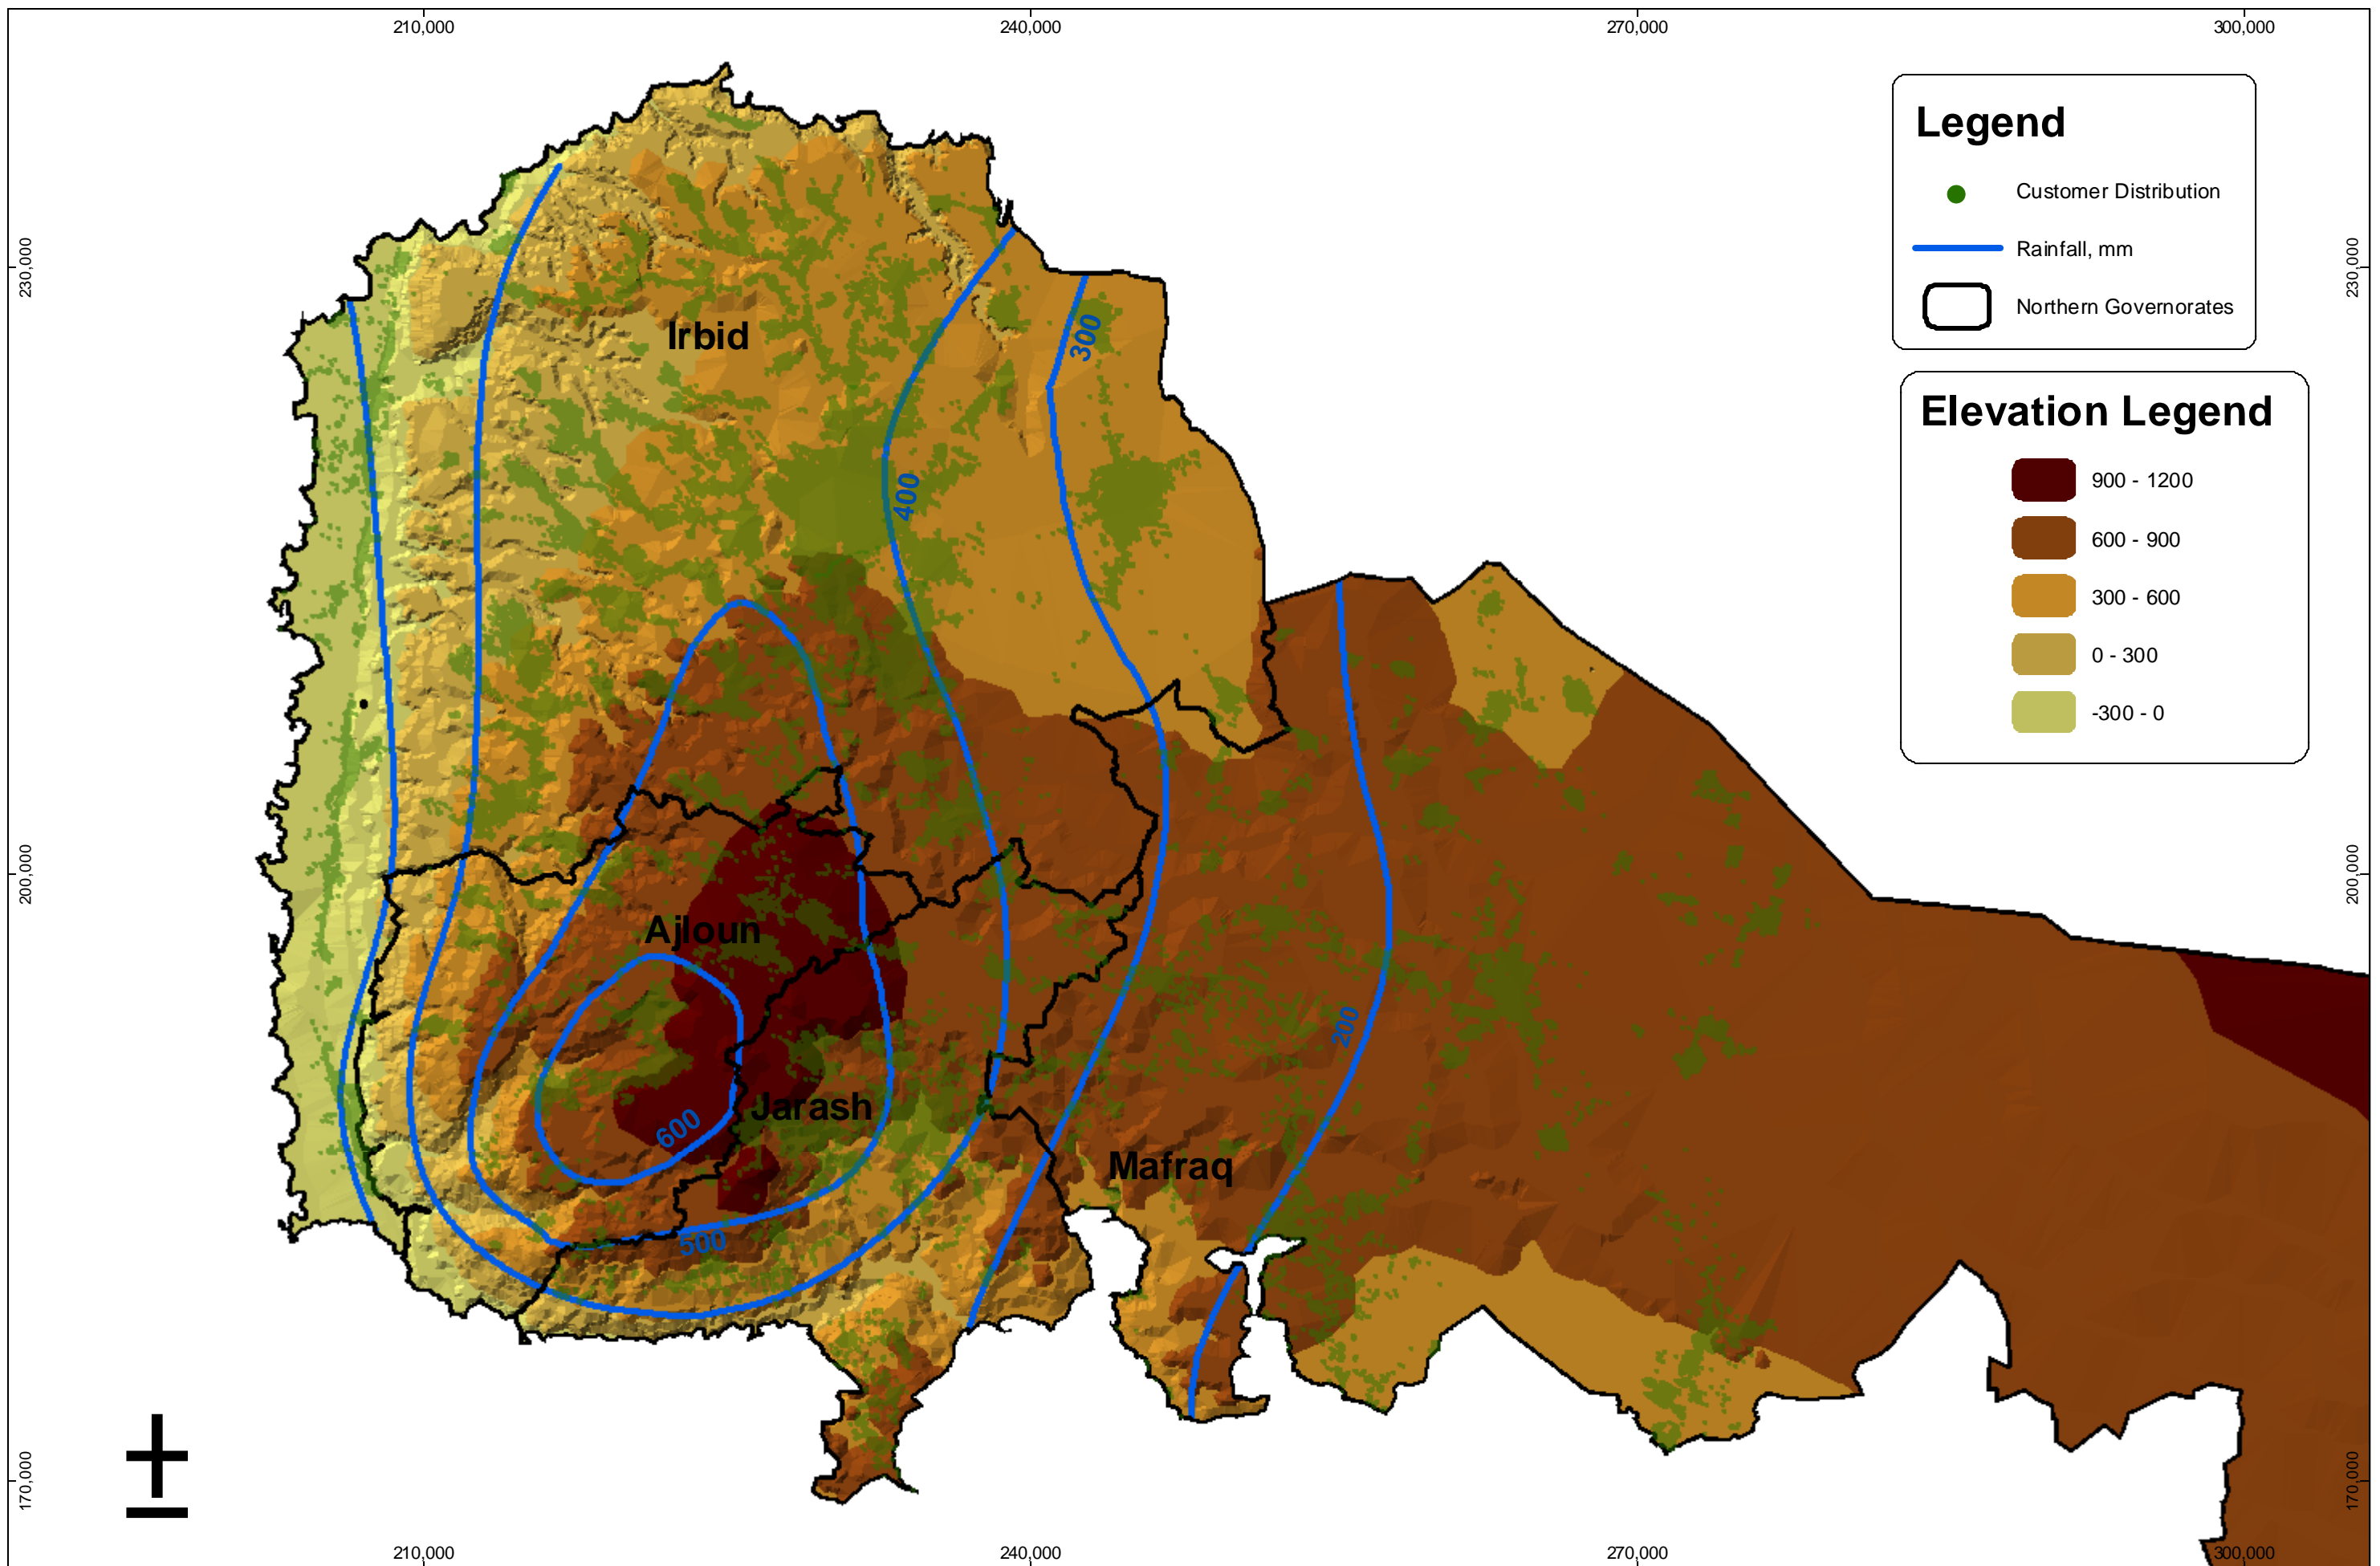 210,000
240,000
270,000
300,000
Legend
Customer Distribution
Rainfall, mm
Northern Governorates
230,000
230,000
Irbid
300
Elevation Legend
900 - 1200
600 - 900
300 - 600
0 - 300
-300 - 0
400
200,000
200,000
Ajloun
200
Jarash
600
Mafraq
500
170,000
170,000
210,000
240,000
270,000
300,000